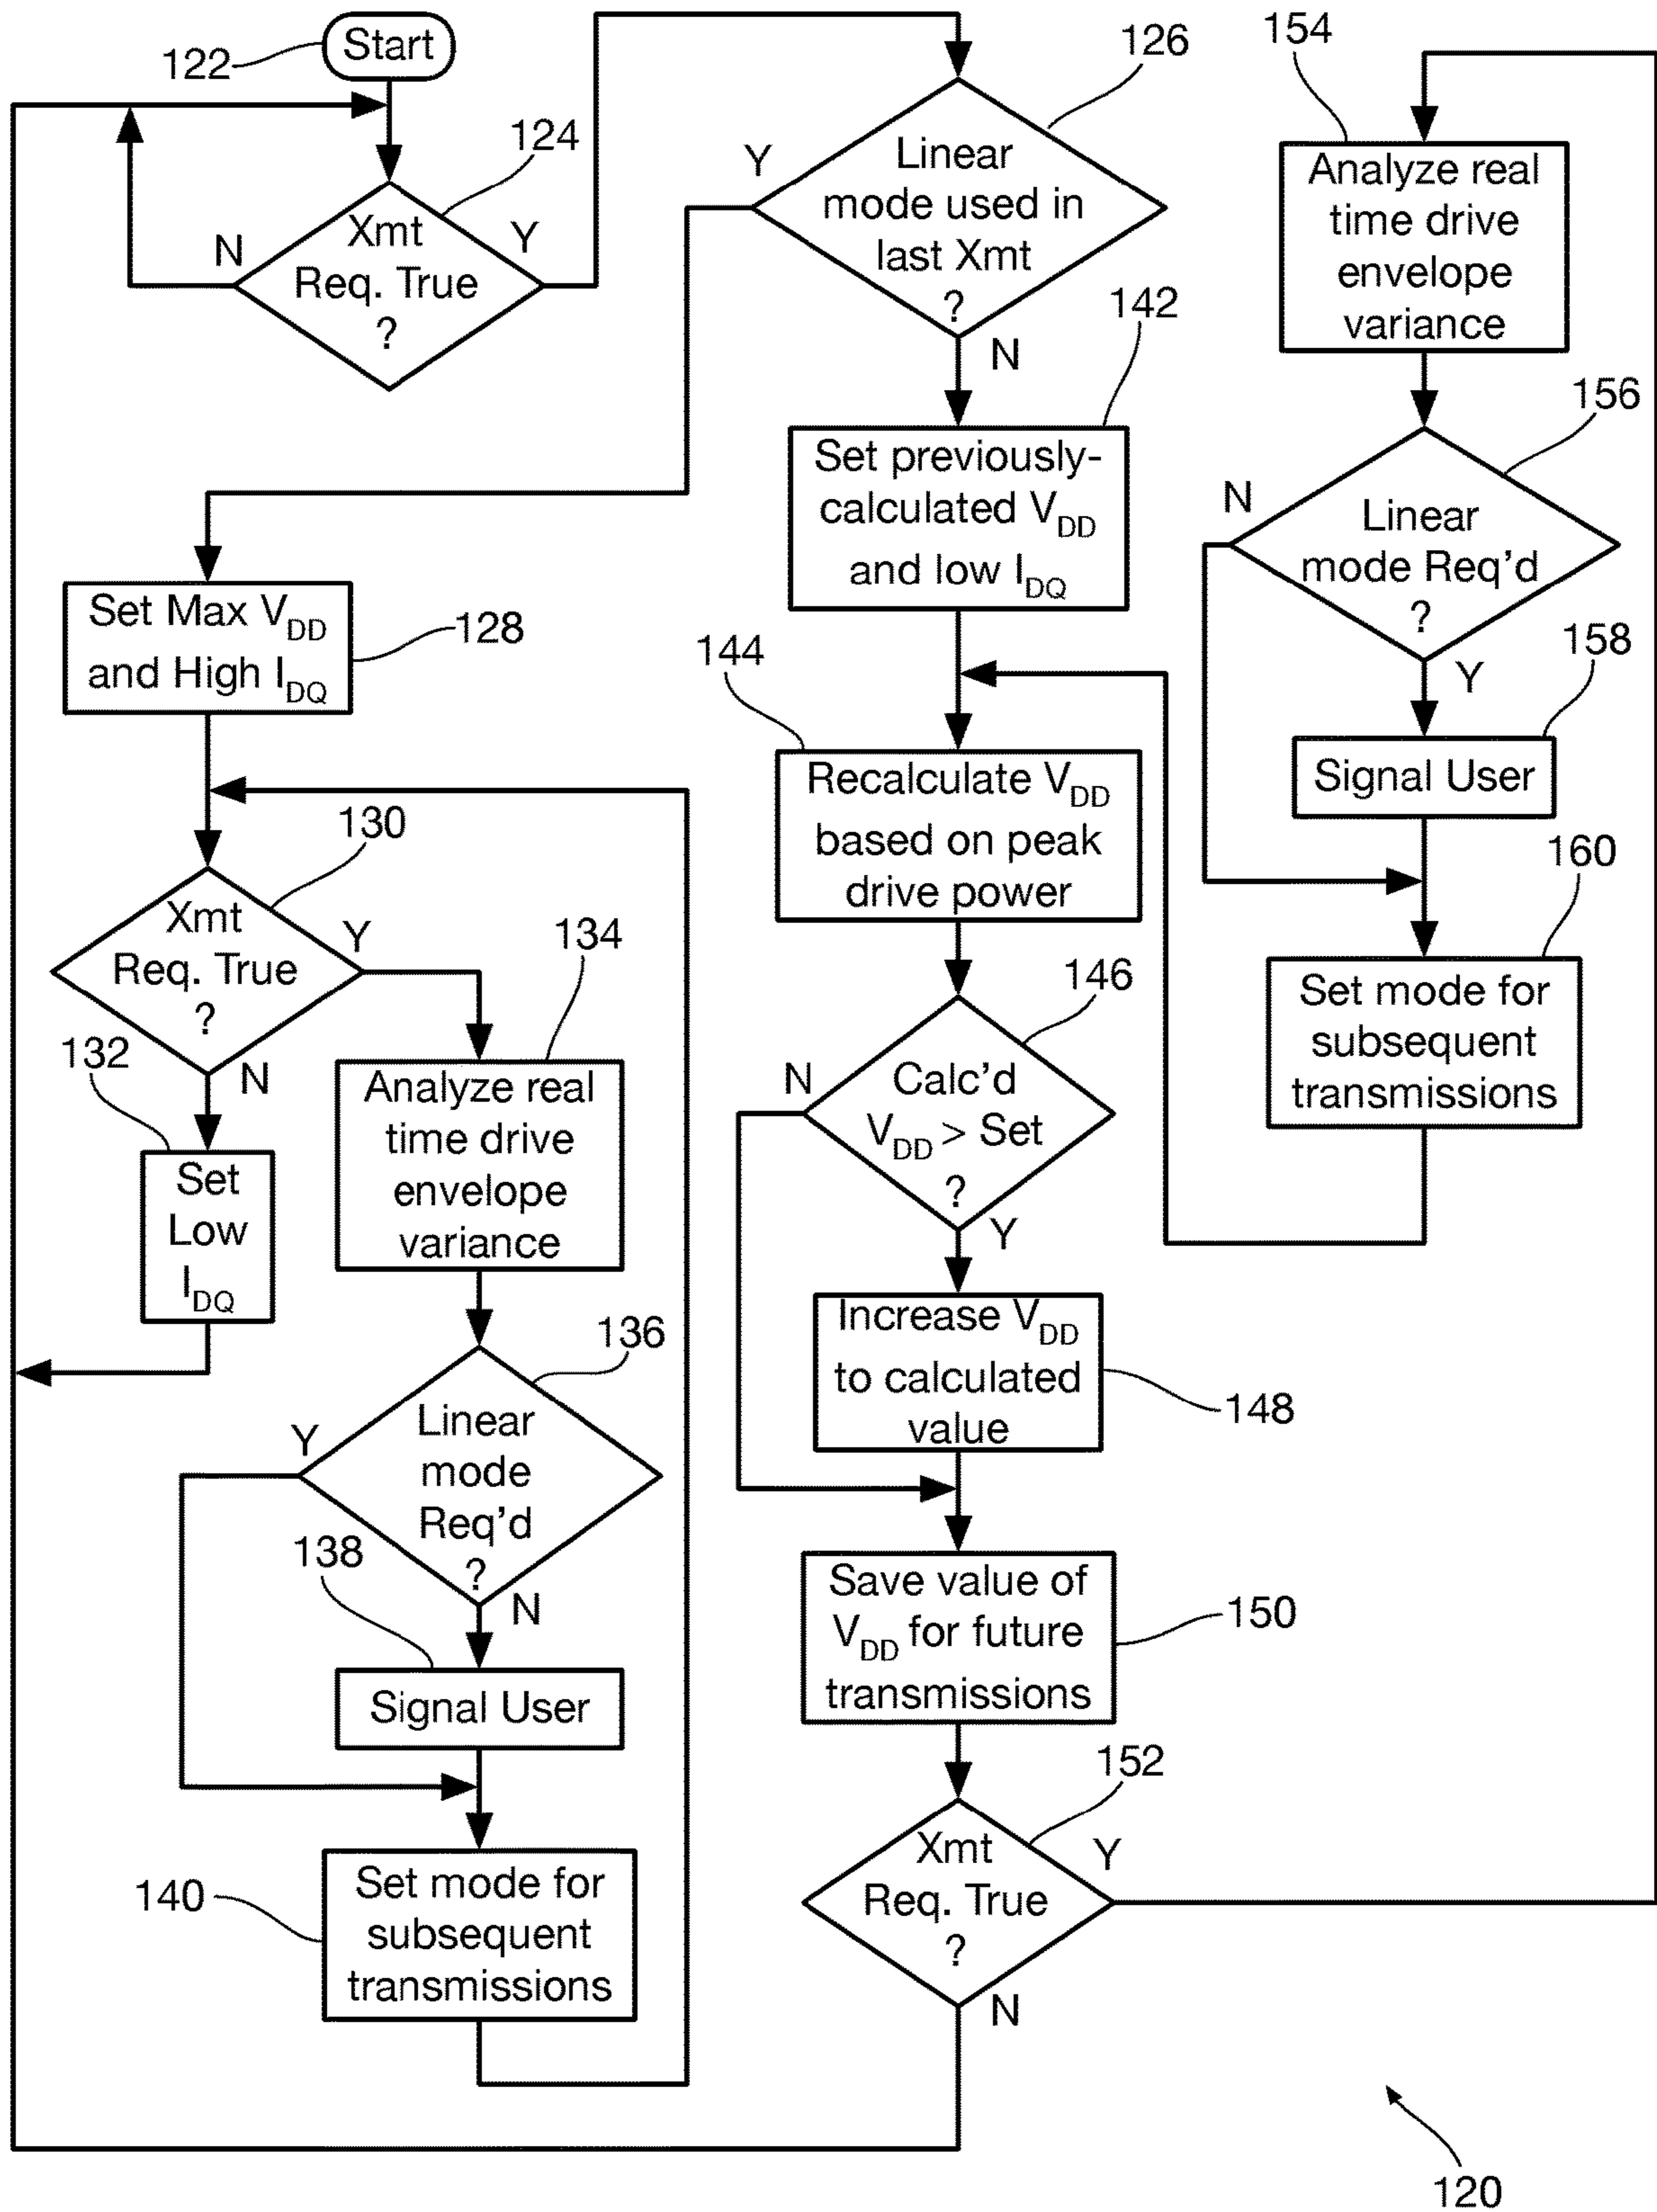 122
Start
124
Xmt
Req. True
?
N
Y
126
Linear
mode used in
last Xmt
?
Y
N
128
Set Max VDD
and High IDQ
130
Xmt
Req. True
?
Y
N
132
Set
Low
IDQ
134
Analyze real
time drive
envelope
variance
136
Linear
mode
Req'd
?
Y
N
138
Signal User
140
Set mode for
subsequent
transmissions
142
Set previously-
calculated VDD
and low IDQ
144
Recalculate VDD
based on peak
drive power
146
Calc'd
VDD > Set
?
N
Y
Increase VDD
to calculated
value
148
Save value of
VDD for future
transmissions
150
152
Xmt
Req. True
?
Y
N
154
Analyze real
time drive
envelope
variance
156
Linear
mode Req'd
?
N
Y
158
Signal User
160
Set mode for
subsequent
transmissions
120